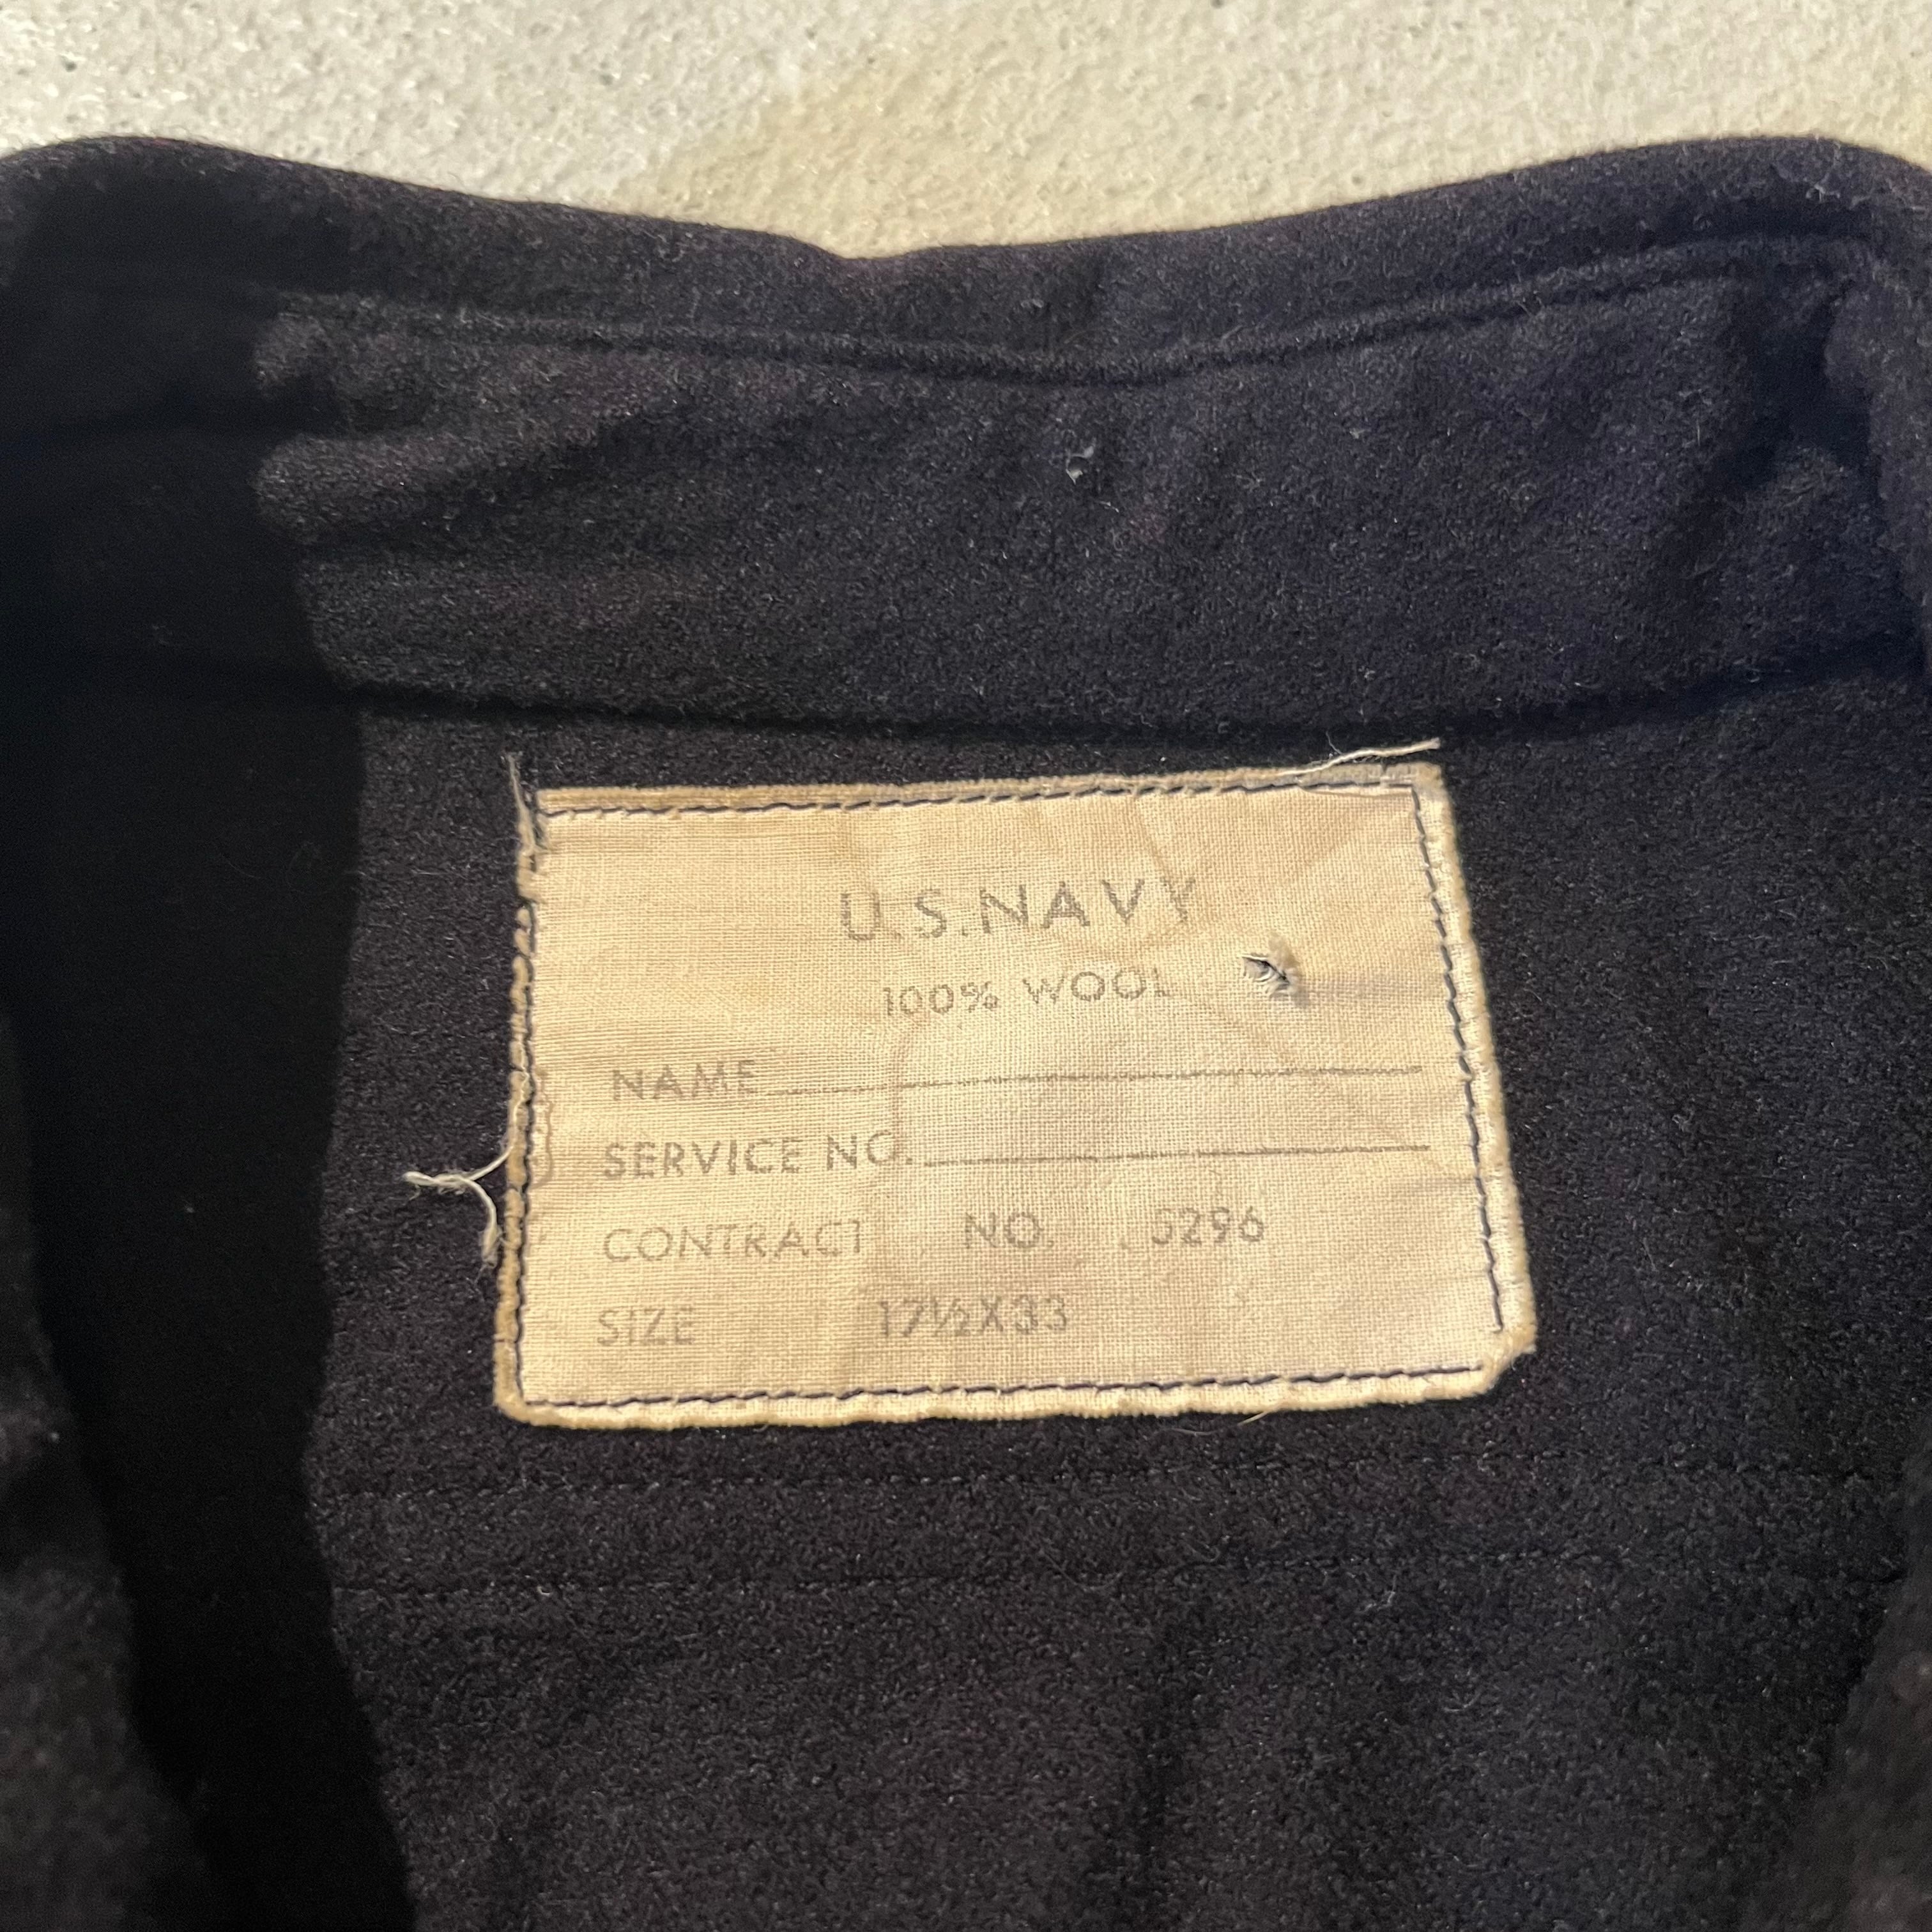 U.S.NAVY
100% WOOL
NAME
SERVICE NO.
CONTRACT NO. 5296
SIZE 17½X33